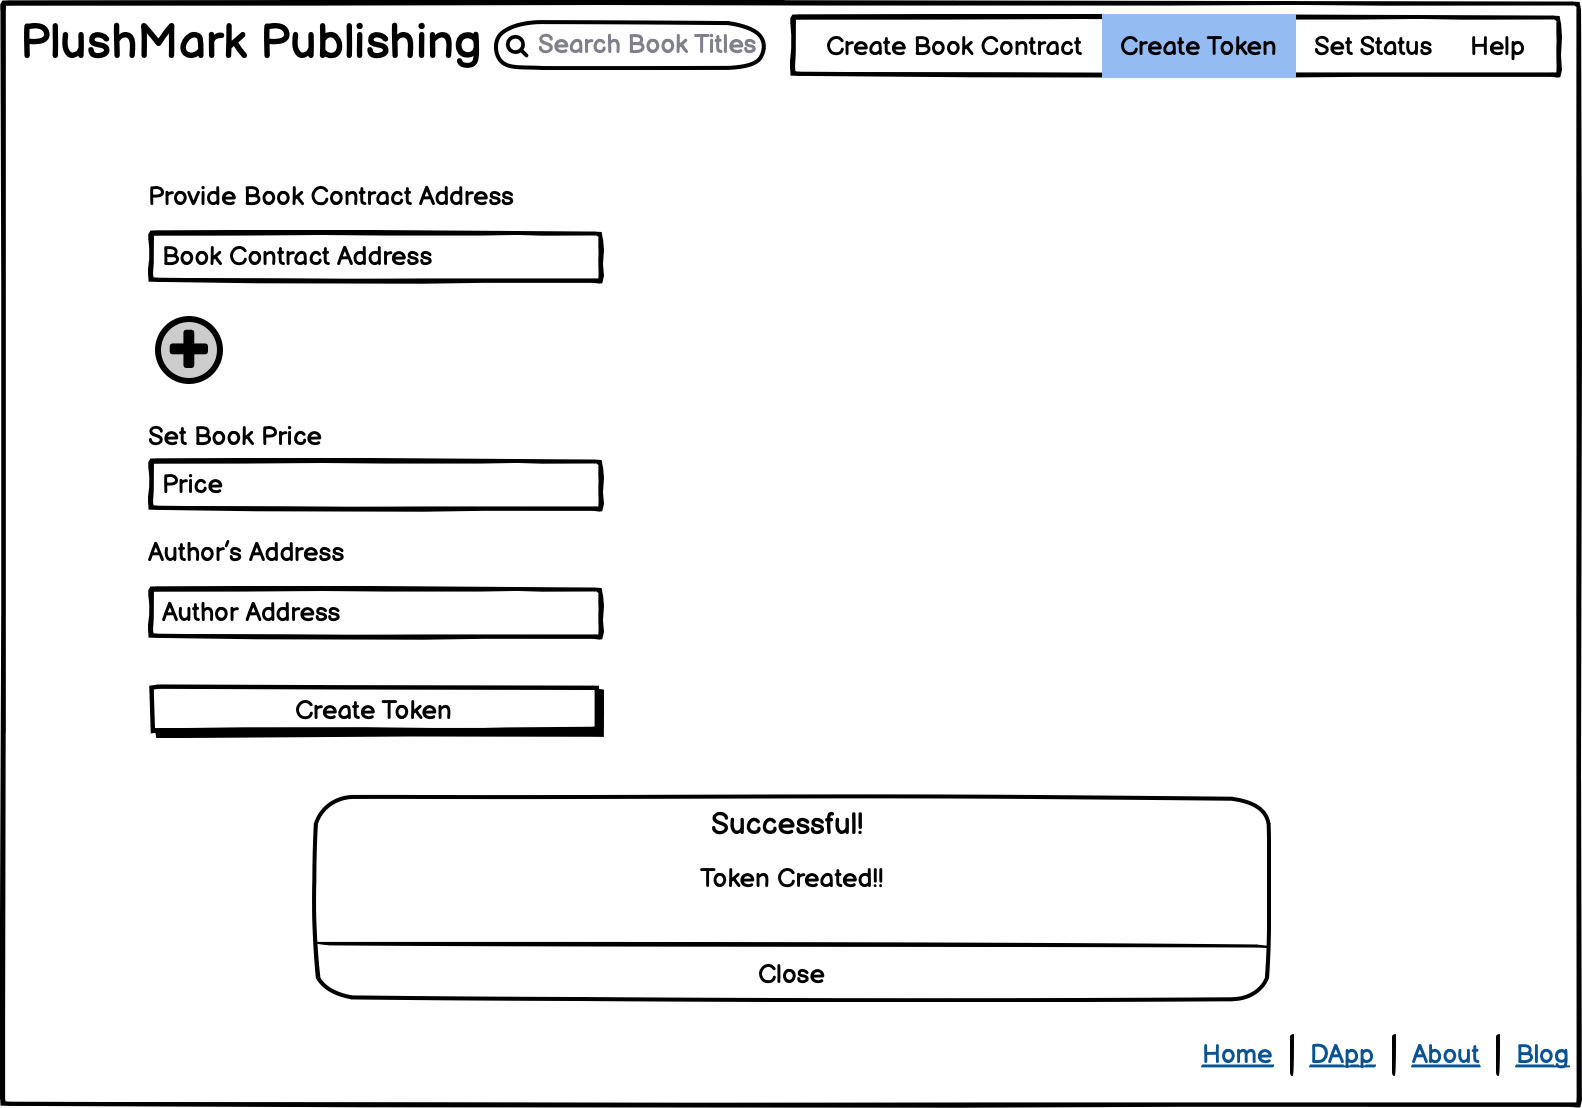 PlushMark Publishing
Search Book Titles
Create Book Contract Create Token Set Status Help
Provide Book Contract Address
Book Contract Address
Set Book Price
Price
Author's Address
Author Address
Create Token
Successful!
Token Created!!
Close
Home DApp About Blog